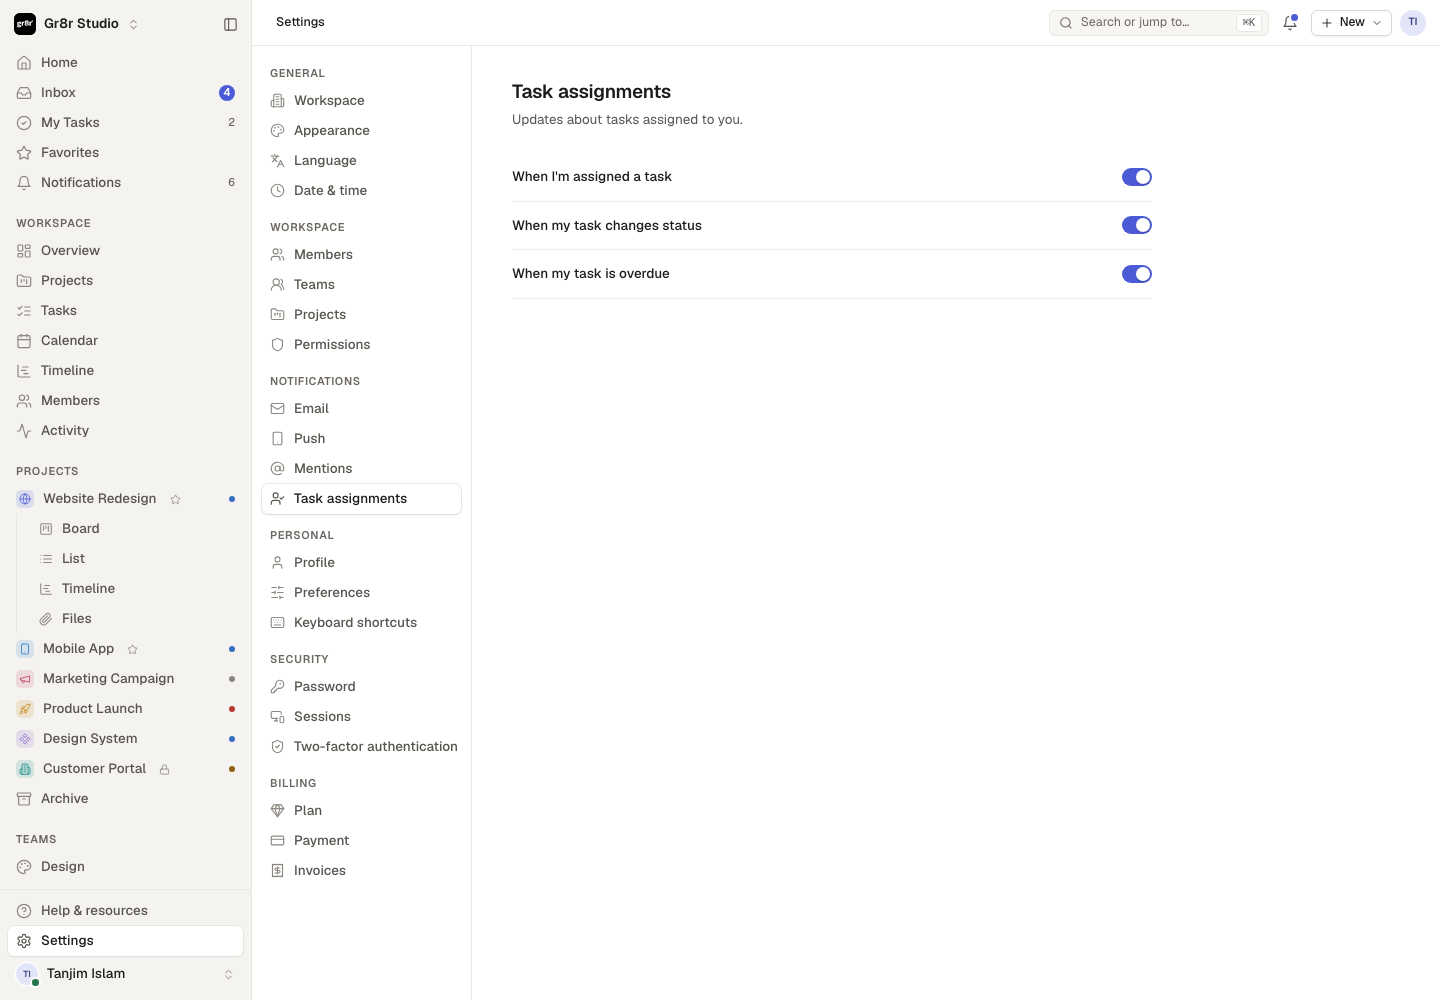 gr8r
Gr8r Studio
Home
Inbox 4
My Tasks 2
Favorites
Notifications 6
WORKSPACE
Overview
Projects
Tasks
Calendar
Timeline
Members
Activity
PROJECTS
Website Redesign
Board
List
Timeline
Files
Mobile App
Marketing Campaign
Product Launch
Design System
Customer Portal
Archive
TEAMS
Design
Help & resources
Settings
TI Tanjim Islam
Settings
Search or jump to... ⌘K
New
TI
GENERAL
Workspace
Appearance
Language
Date & time
WORKSPACE
Members
Teams
Projects
Permissions
NOTIFICATIONS
Email
Push
Mentions
Task assignments
PERSONAL
Profile
Preferences
Keyboard shortcuts
SECURITY
Password
Sessions
Two-factor authentication
BILLING
Plan
Payment
Invoices
Task assignments
Updates about tasks assigned to you.
When I'm assigned a task
When my task changes status
When my task is overdue